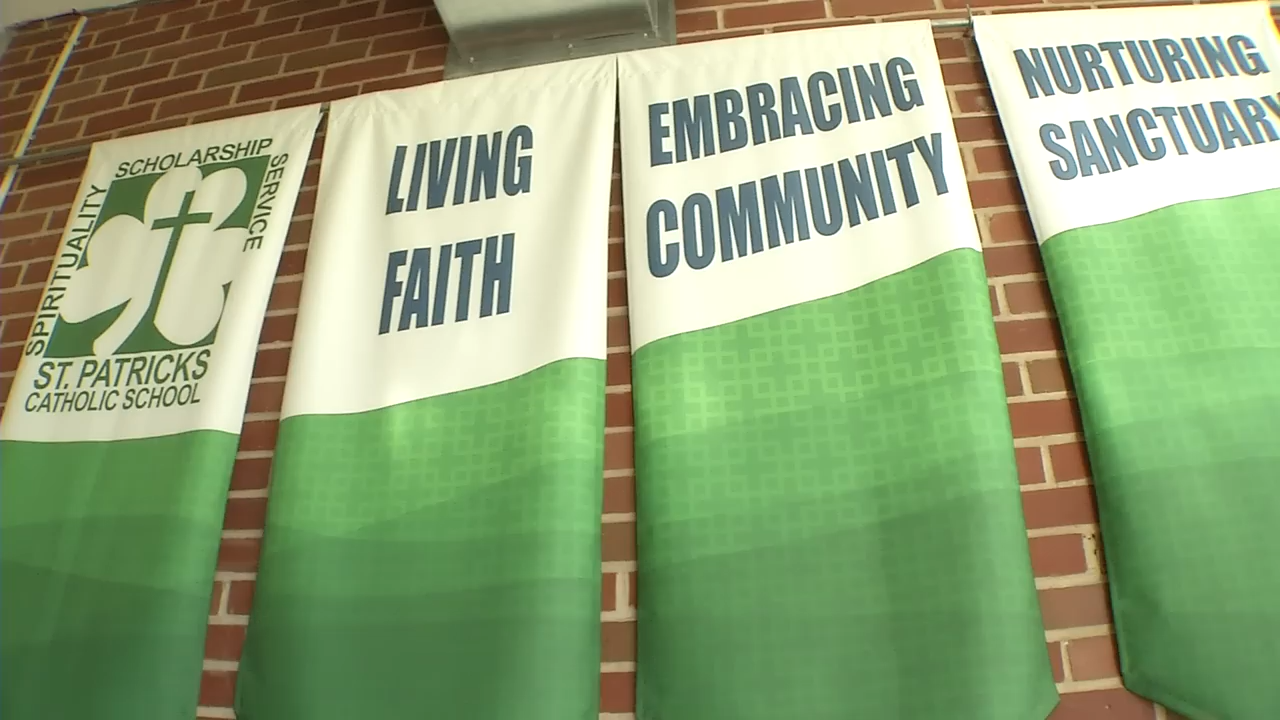 SCHOLARSHIP
SPIRITUALITY
SERVICE
ST. PATRICKS
CATHOLIC SCHOOL
LIVING
FAITH
EMBRACING
COMMUNITY
NURTURING
SANCTUARY